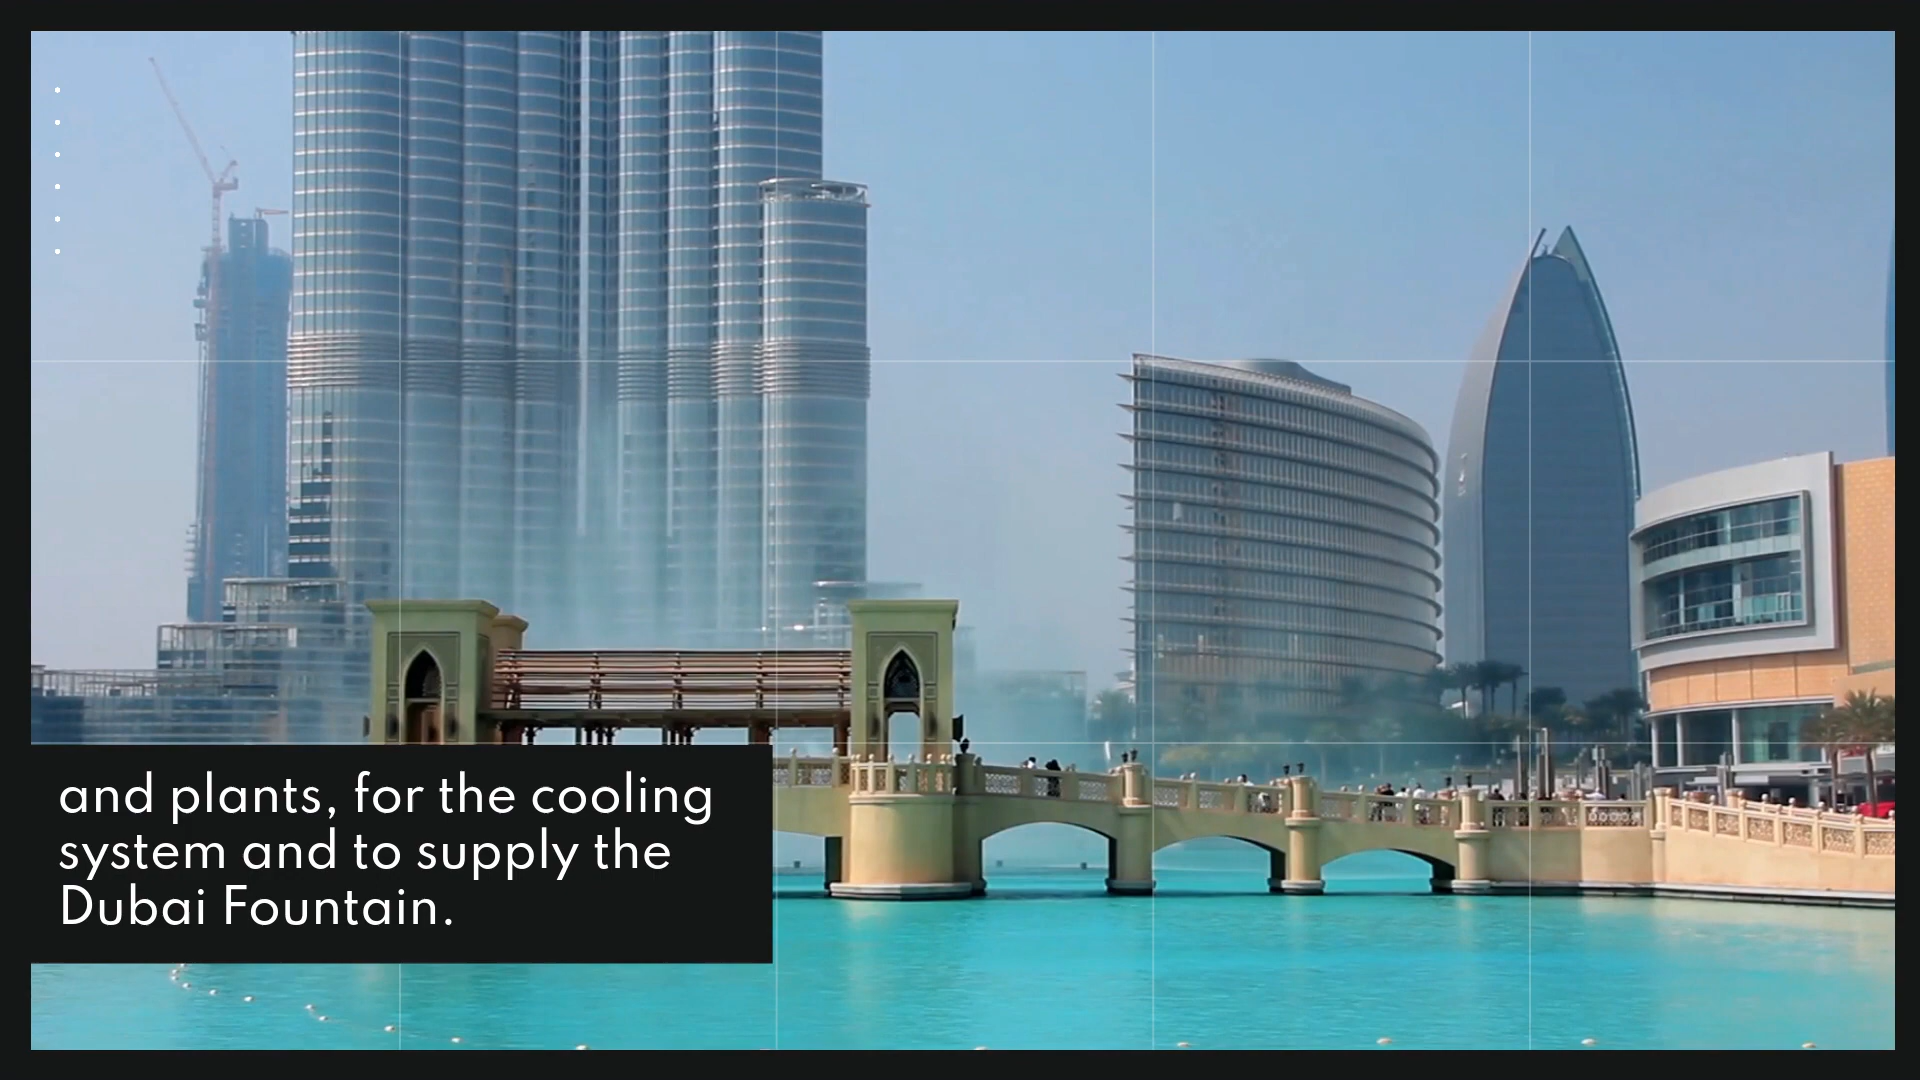 and plants, for the cooling
system and to supply the
Dubai Fountain.